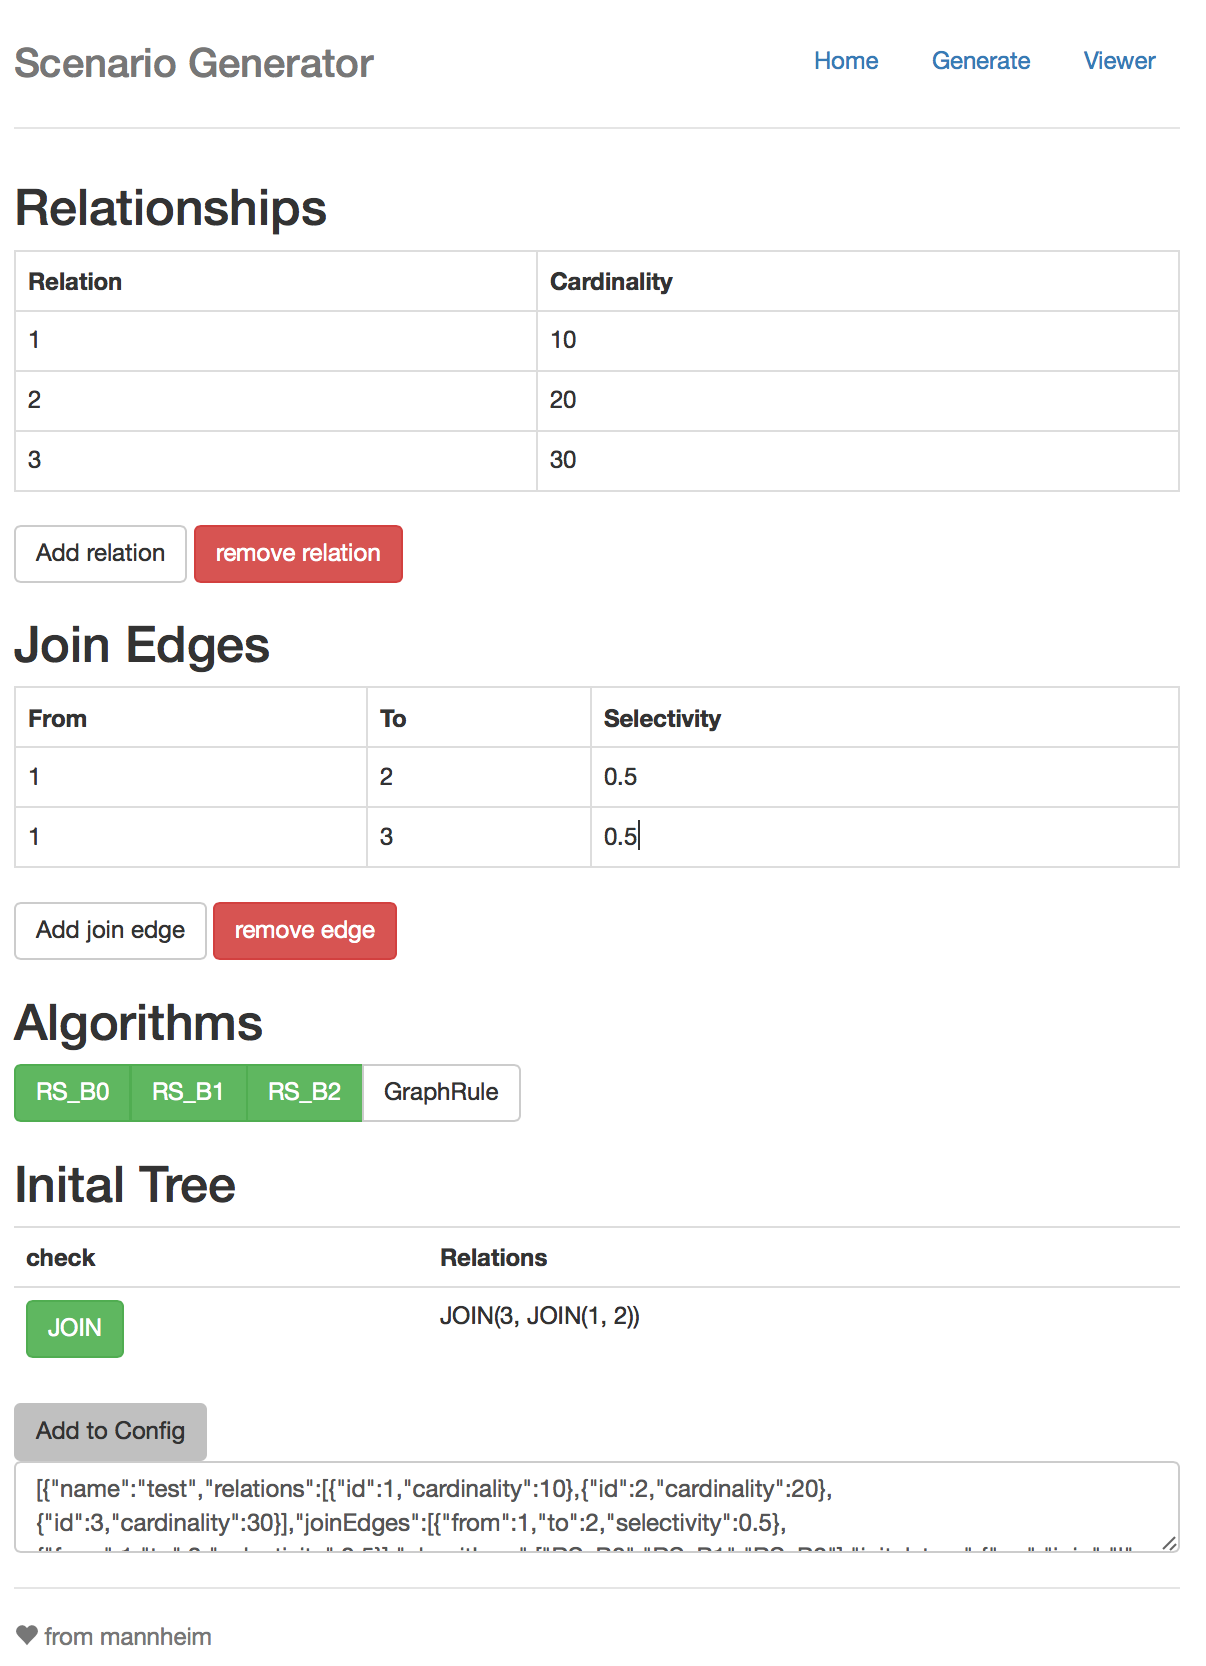 Scenario Generator Home Generate Viewer
Relationships
Relation Cardinality
1 10
2 20
3 30
Add relation remove relation
Join Edges
From To Selectivity
1 2 0.5
1 3 0.5
Add join edge remove edge
Algorithms
RS_B0 RS_B1 RS_B2 GraphRule
Inital Tree
check Relations
JOIN JOIN(3, JOIN(1, 2))
Add to Config
[{"name":"test","relations":[{"id":1,"cardinality":10},{"id":2,"cardinality":20},
{"id":3,"cardinality":30}],"joinEdges":[{"from":1,"to":2,"selectivity":0.5},
from mannheim